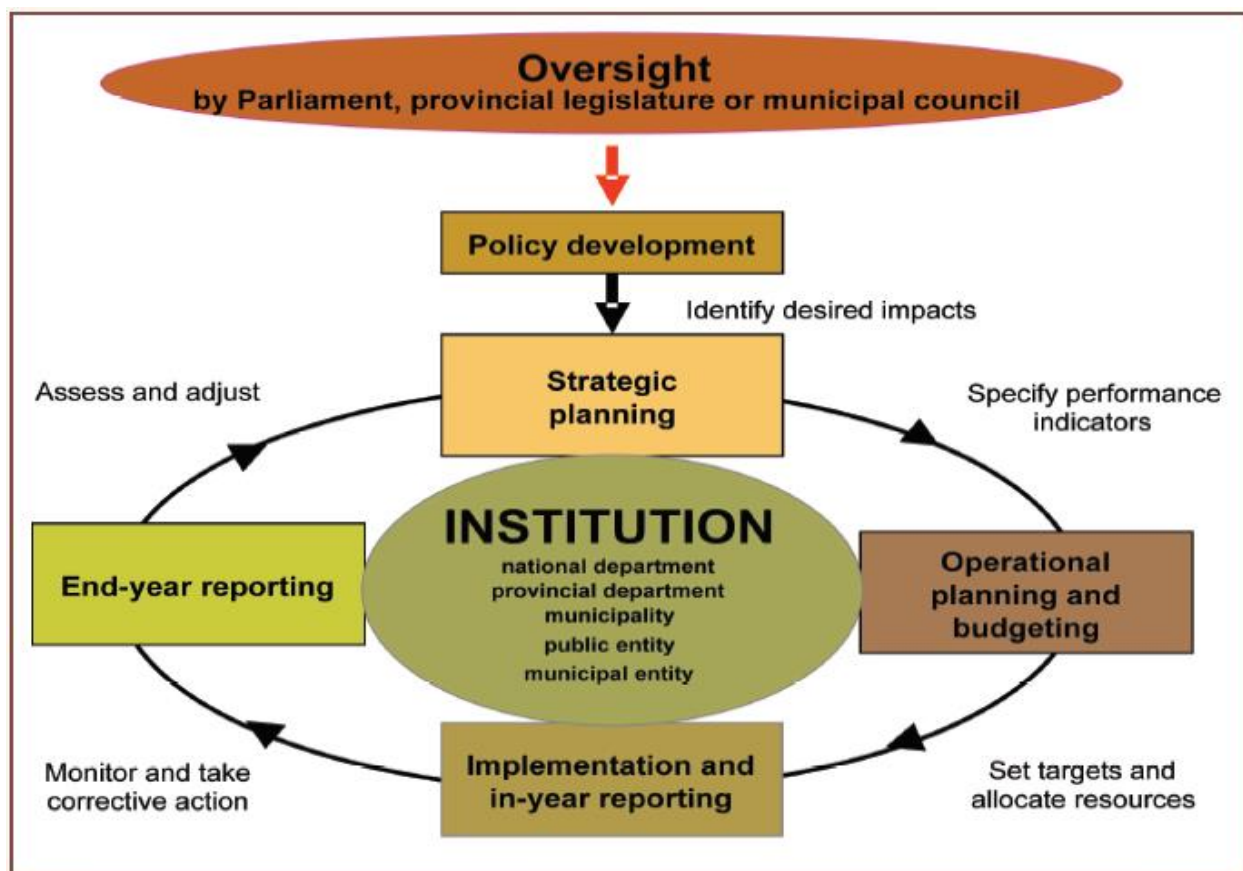 Oversight
by Parliament, provincial legislature or municipal council
Policy development
Identify desired impacts
Strategic
planning
Assess and adjust
Specify performance
indicators
INSTITUTION
national department
provincial department
municipality
public entity
municipal entity
End-year reporting
Operational
planning and
budgeting
Implementation and
in-year reporting
Monitor and take
corrective action
Set targets and
allocate resources